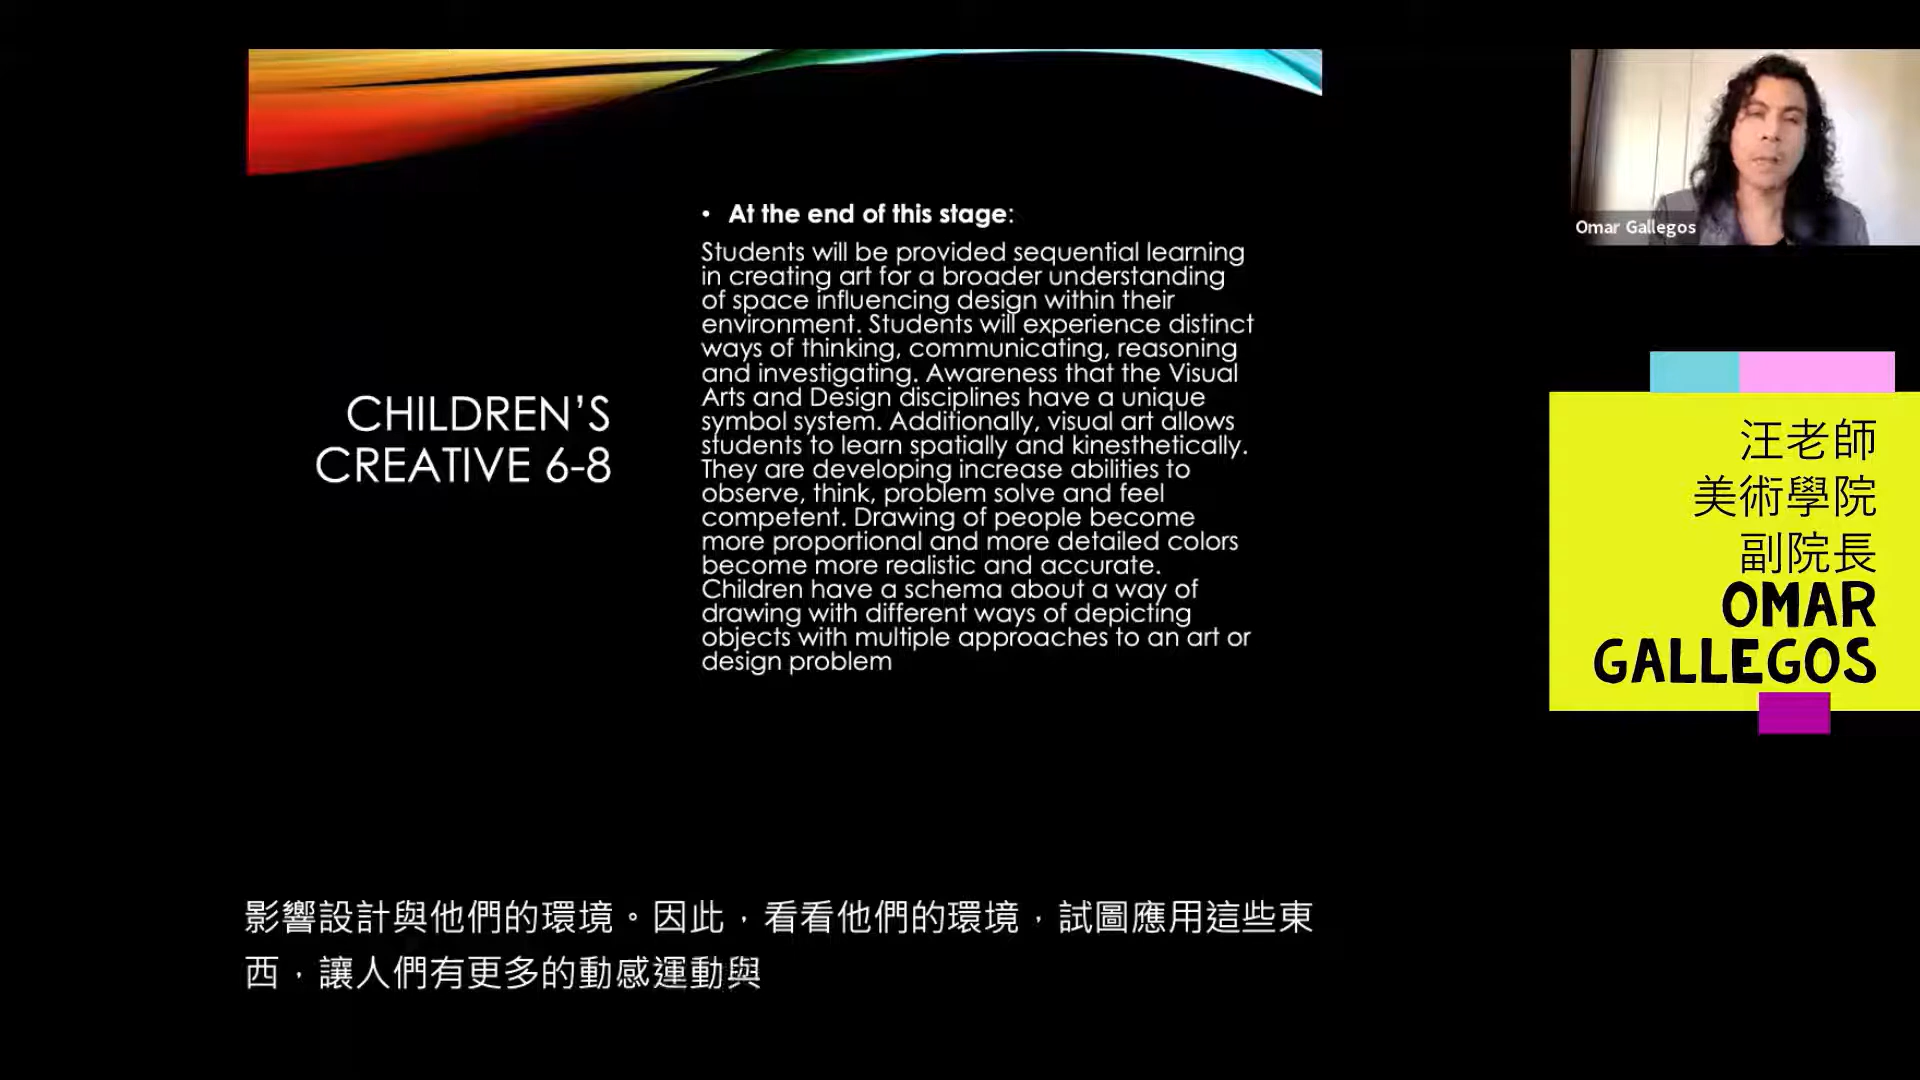 CHILDREN’S
CREATIVE 6-8
• At the end of this stage:
Students will be provided sequential learning
in creating art for a broader understanding
of space influencing design within their
environment. Students will experience distinct
ways of thinking, communicating, reasoning
and investigating. Awareness that the Visual
Arts and Design disciplines have a unique
symbol system. Additionally, visual art allows
students to learn spatially and kinesthetically.
They are developing increase abilities to
observe, think, problem solve and feel
competent. Drawing of people become
more proportional and more detailed colors
become more realistic and accurate.
Children have a schema about a way of
drawing with different ways of depicting
objects with multiple approaches to an art or
design problem
Omar Gallegos
汪老師
美術學院
副院長
OMAR
GALLEGOS
影響設計與他們的環境。因此，看看他們的環境，試圖應用這些東
西，讓人們有更多的動感運動與